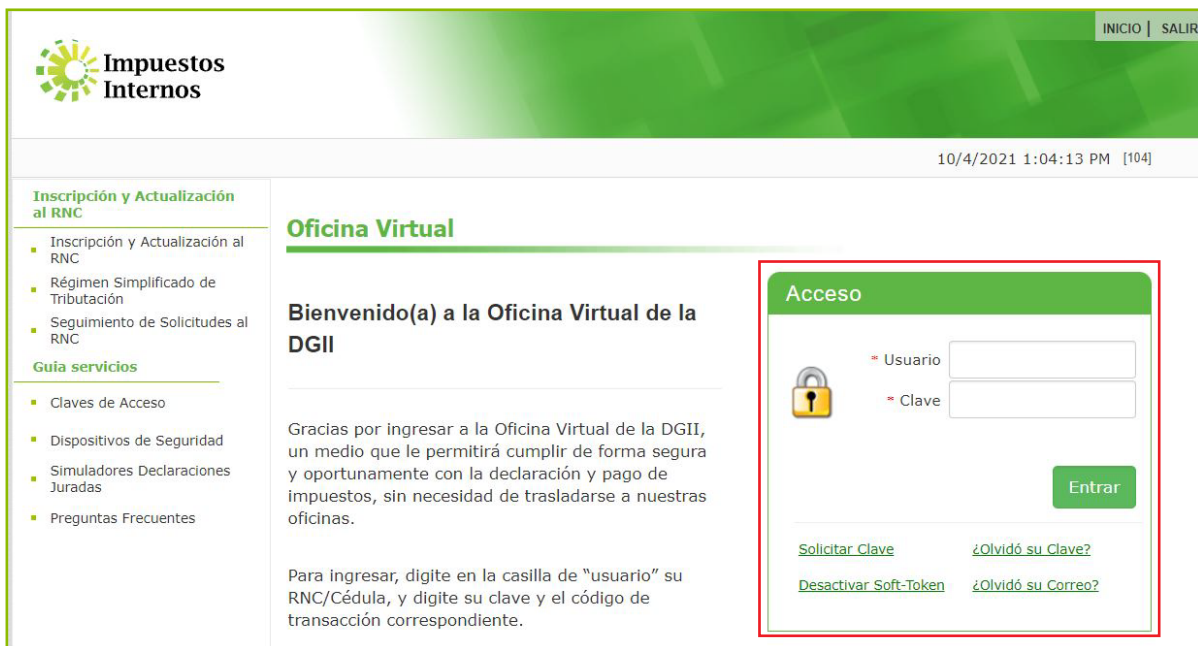 INICIO | SALIR
Impuestos
Internos
10/4/2021 1:04:13 PM [104]
Inscripción y Actualización
al RNC
Inscripción y Actualización al
RNC
Régimen Simplificado de
Tributación
Seguimiento de Solicitudes al
RNC
Guia servicios
Claves de Acceso
Dispositivos de Seguridad
Simuladores Declaraciones
Juradas
Preguntas Frecuentes
Oficina Virtual
Bienvenido(a) a la Oficina Virtual de la
DGII
Gracias por ingresar a la Oficina Virtual de la DGII,
un medio que le permitirá cumplir de forma segura
y oportunamente con la declaración y pago de
impuestos, sin necesidad de trasladarse a nuestras
oficinas.
Para ingresar, digite en la casilla de “usuario” su
RNC/Cédula, y digite su clave y el código de
transacción correspondiente.
Acceso
* Usuario
* Clave
Entrar
Solicitar Clave ¿Olvidó su Clave?
Desactivar Soft-Token ¿Olvidó su Correo?